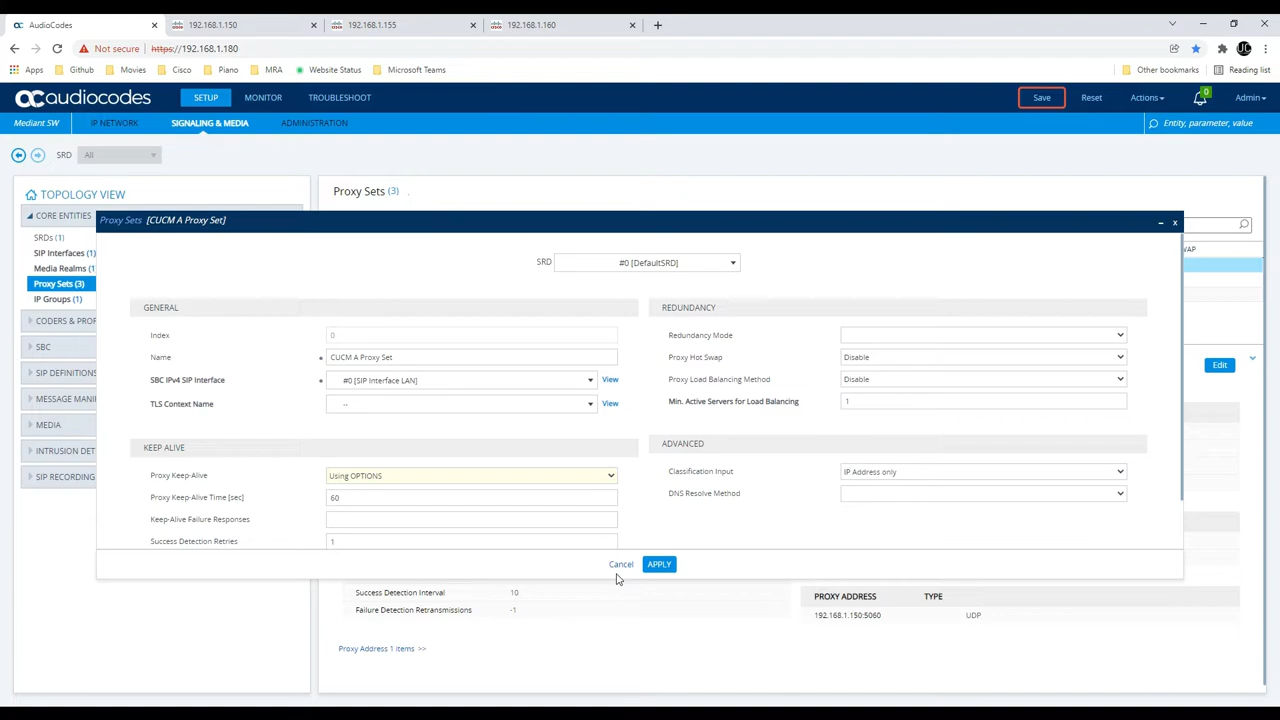 AudioCodes
192.168.1.150
192.168.1.155
192.168.1.160
Not secure
https://192.168.1.180
JC
Apps
Github
Movies
Cisco
Piano
MRA
Website Status
Microsoft Teams
Other bookmarks
Reading list
audiocodes
SETUP
MONITOR
TROUBLESHOOT
Save
Reset
Actions
0
Admin
Mediant SW
IP NETWORK
SIGNALING & MEDIA
ADMINISTRATION
Entity, parameter, value
SRD
All
TOPOLOGY VIEW
CORE ENTITIES
SRDs (1)
SIP Interfaces (1)
Media Realms (1)
Proxy Sets (3)
IP Groups (1)
CODERS & PROF
SBC
SIP DEFINITIONS
MESSAGE MANI
MEDIA
INTRUSION DET
SIP RECORDING
Proxy Sets (3)
WAP
Edit
Proxy Sets [CUCM A Proxy Set]
– x
SRD
#0 [DefaultSRD]
GENERAL
Index
0
Name
CUCM A Proxy Set
SBC IPv4 SIP Interface
#0 [SIP Interface LAN]
View
TLS Context Name
--
View
KEEP ALIVE
Proxy Keep-Alive
Using OPTIONS
Proxy Keep-Alive Time [sec]
60
Keep-Alive Failure Responses
Success Detection Retries
1
REDUNDANCY
Redundancy Mode
Proxy Hot Swap
Disable
Proxy Load Balancing Method
Disable
Min. Active Servers for Load Balancing
1
ADVANCED
Classification Input
IP Address only
DNS Resolve Method
Cancel
APPLY
Success Detection Interval
10
Failure Detection Retransmissions
-1
PROXY ADDRESS
TYPE
192.168.1.150:5060
UDP
Proxy Address 1 items >>